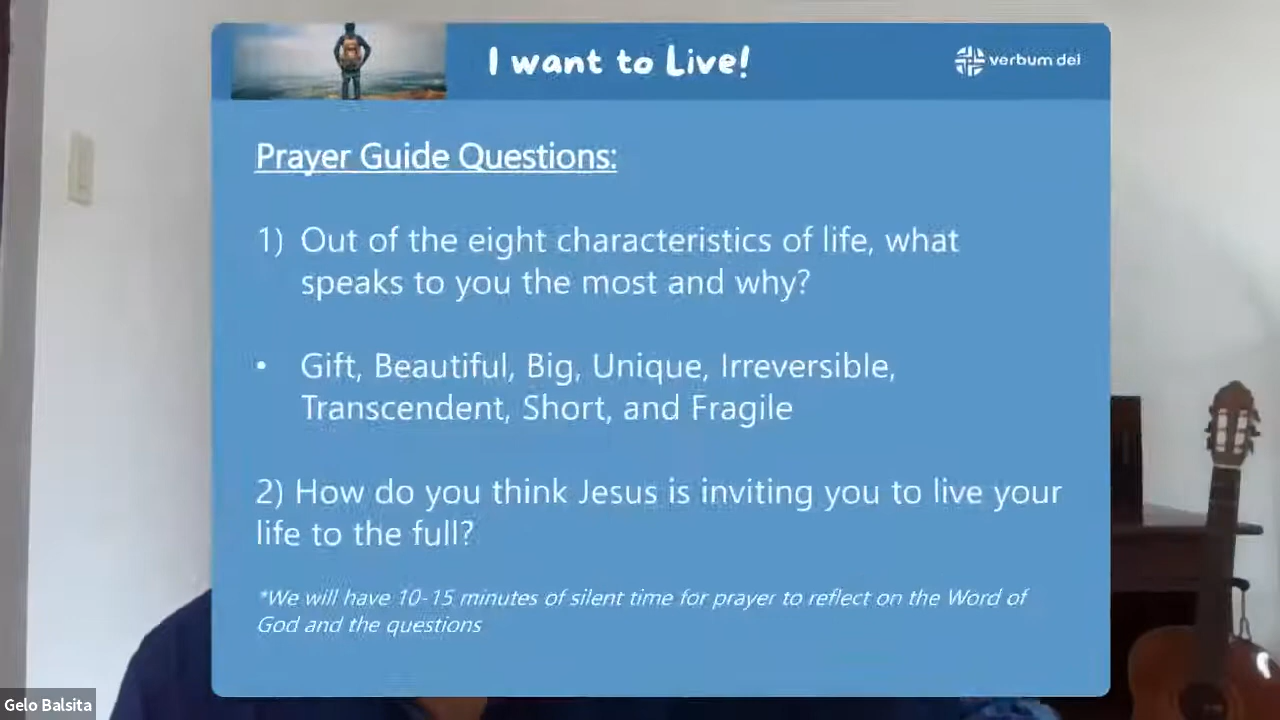 I want to Live!
verbum dei
Prayer Guide Questions:
1) Out of the eight characteristics of life, what
speaks to you the most and why?
• Gift, Beautiful, Big, Unique, Irreversible,
Transcendent, Short, and Fragile
2) How do you think Jesus is inviting you to live your
life to the full?
*We will have 10-15 minutes of silent time for prayer to reflect on the Word of
God and the questions
Gelo Balsita